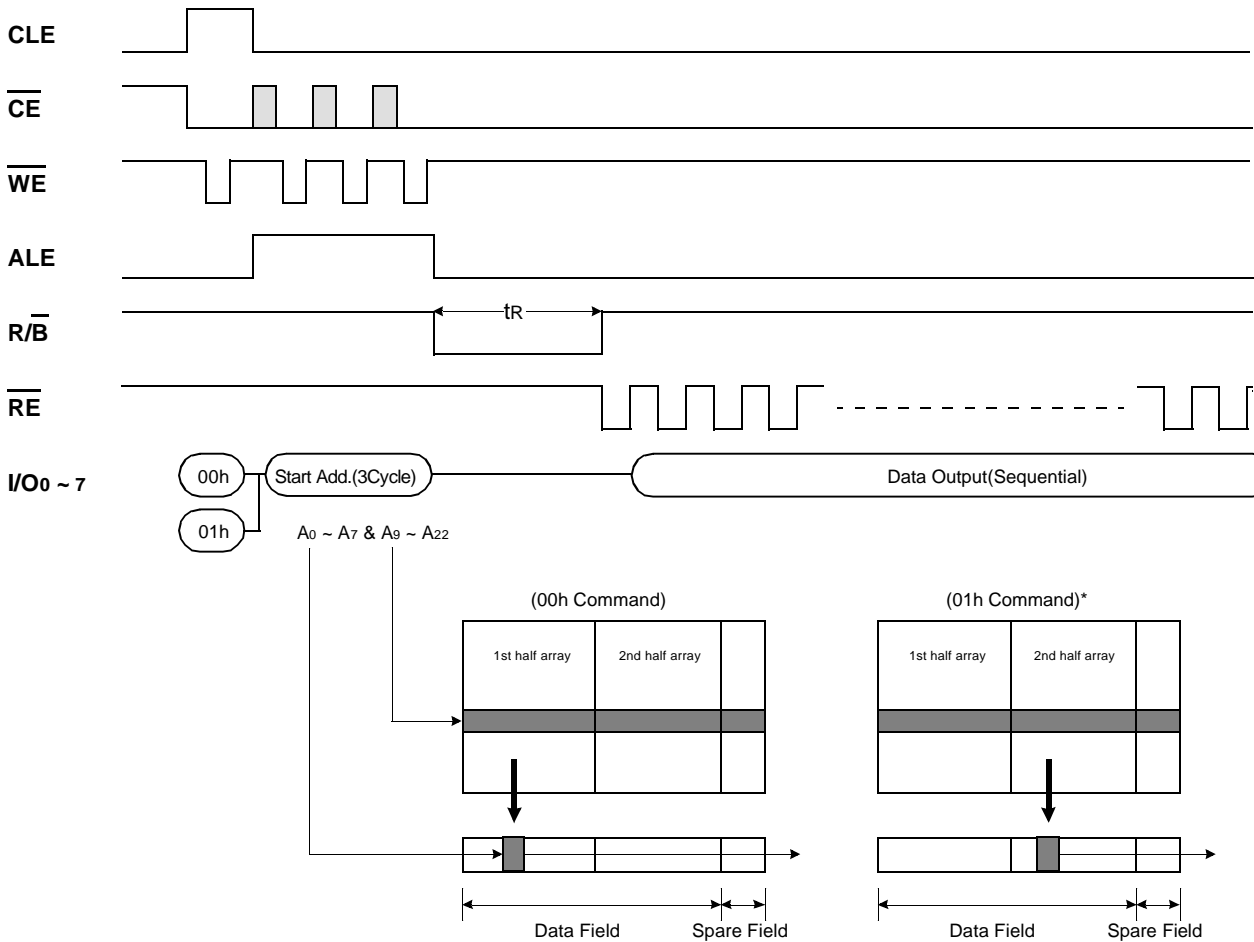 CLE
CE
WE
ALE
R/B
tR
RE
I/O0 ~ 7
00h
Start Add.(3Cycle)
Data Output(Sequential)
01h
A0 ~ A7 & A9 ~ A22
(00h Command)
(01h Command)*
1st half array
2nd half array
1st half array
2nd half array
Data Field
Spare Field
Data Field
Spare Field